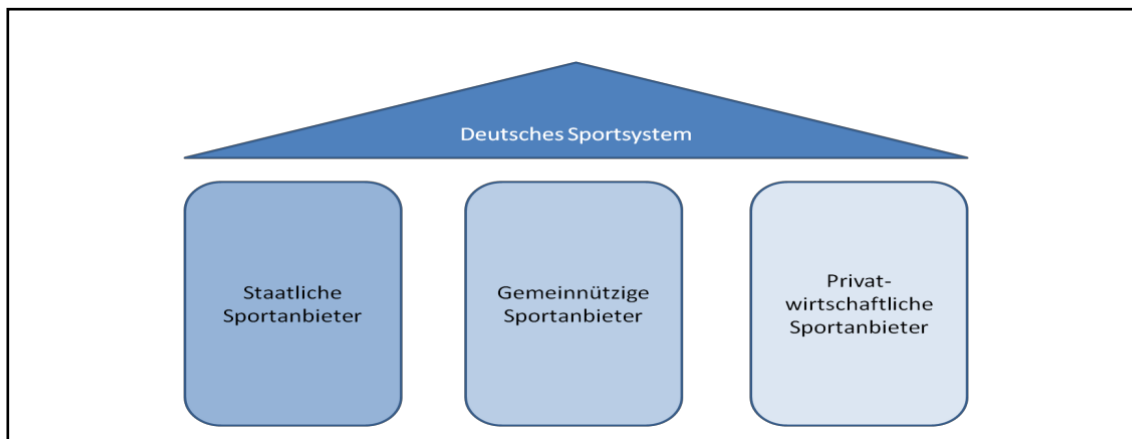 Deutsches Sportsystem
Staatliche
Sportanbieter
Gemeinnützige
Sportanbieter
Privat-
wirtschaftliche
Sportanbieter